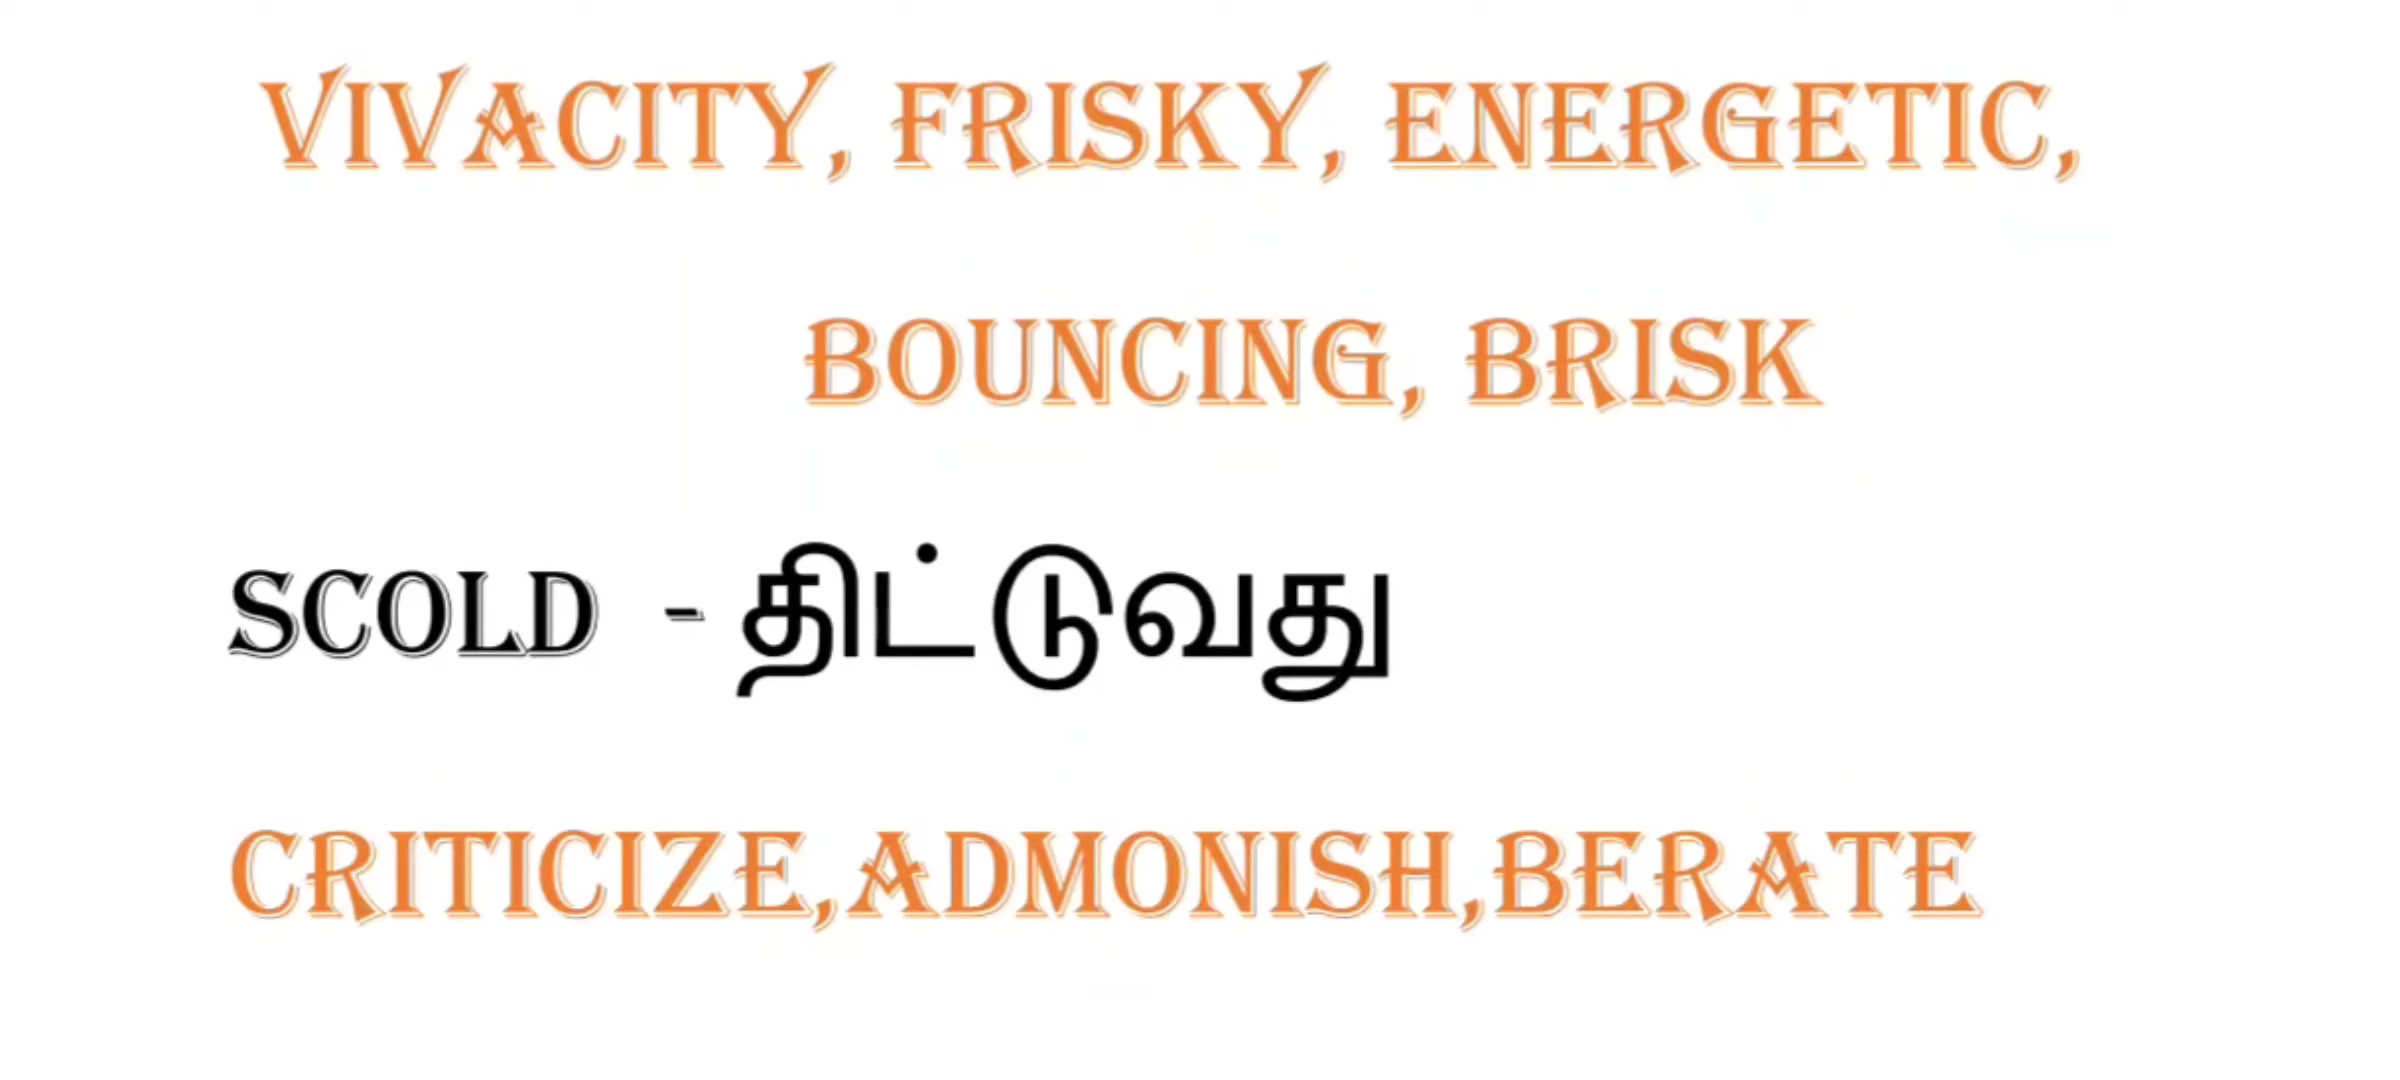 VIVACITY, FRISKY, ENERGETIC,
BOUNCING, BRISK
SCOLD - திட்டுவது
CRITICIZE,ADMONISH,BERATE